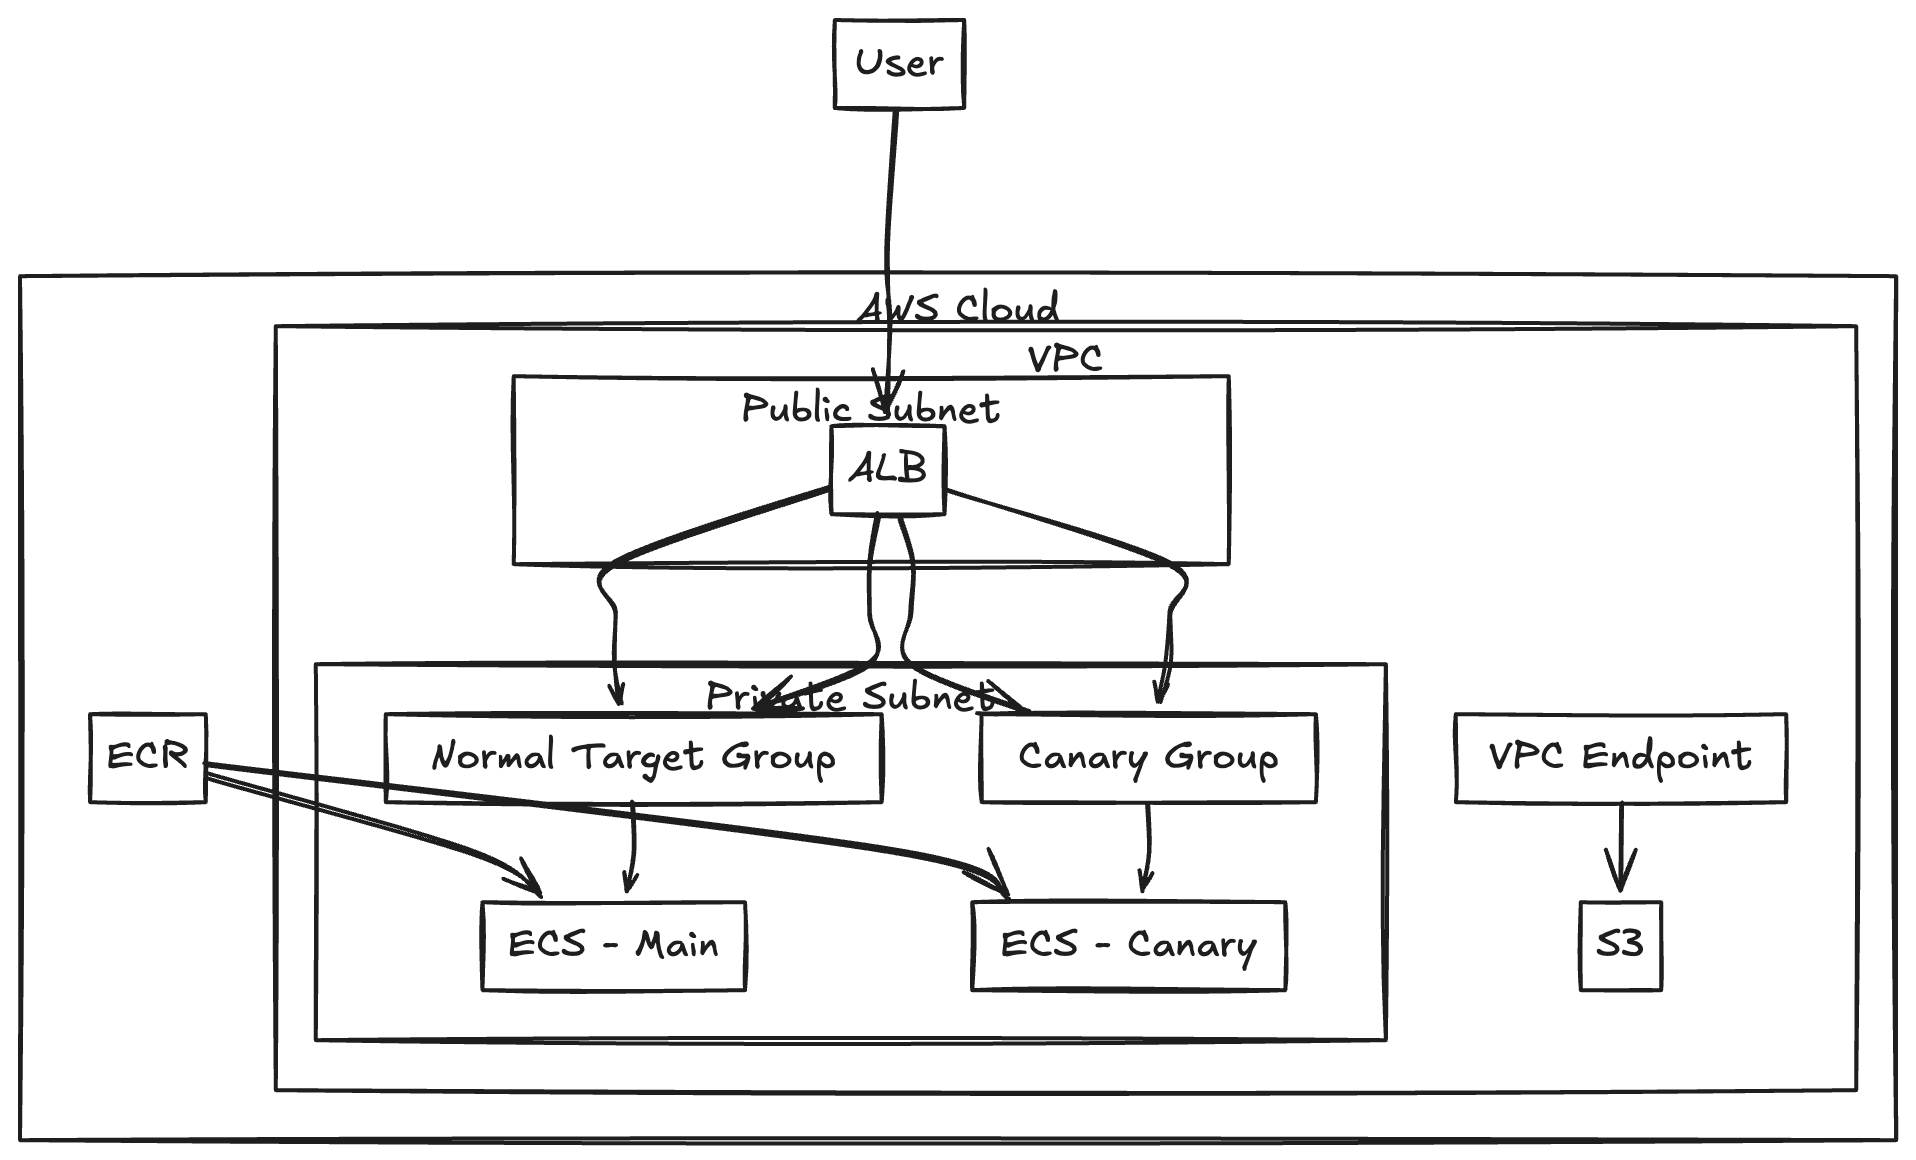 User
AWS Cloud
VPC
Public Subnet
ALB
Private Subnet
ECR
Normal Target Group
Canary Group
VPC Endpoint
ECS - Main
ECS - Canary
S3